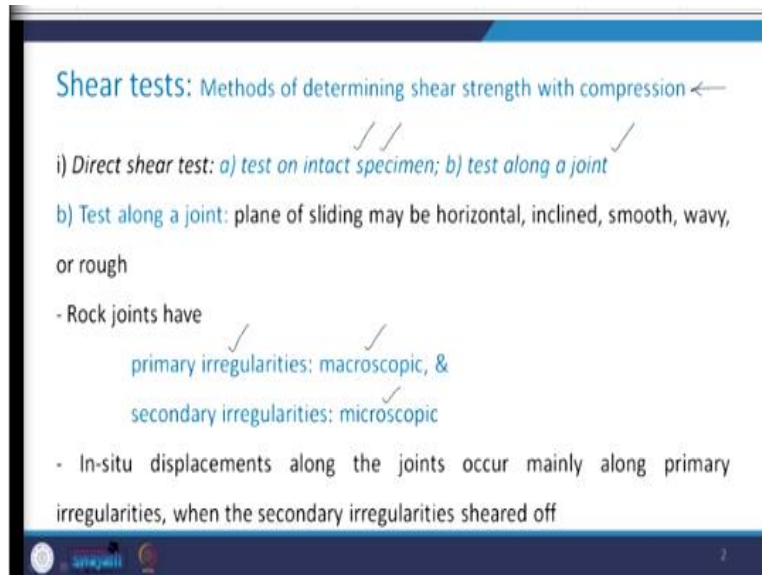 Shear tests: Methods of determining shear strength with compression
i) Direct shear test: a) test on intact specimen; b) test along a joint
b) Test along a joint: plane of sliding may be horizontal, inclined, smooth, wavy,
or rough
- Rock joints have
primary irregularities: macroscopic, &
secondary irregularities: microscopic
- In-situ displacements along the joints occur mainly along primary
irregularities, when the secondary irregularities sheared off
swayam
2